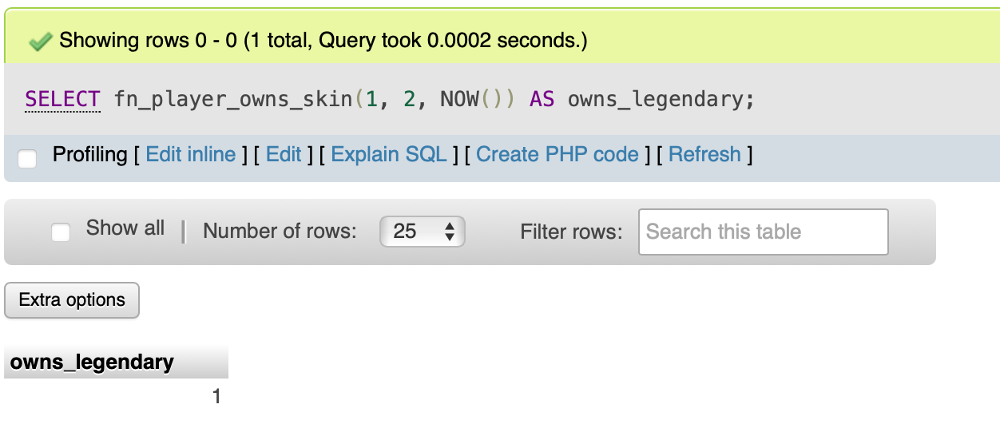 Showing rows 0 - 0 (1 total, Query took 0.0002 seconds.)
SELECT fn_player_owns_skin(1, 2, NOW()) AS owns_legendary;
Profiling [ Edit inline ] [ Edit ] [ Explain SQL ] [ Create PHP code ] [ Refresh ]
Show all | Number of rows: 25 Filter rows: Search this table
Extra options
owns_legendary
1